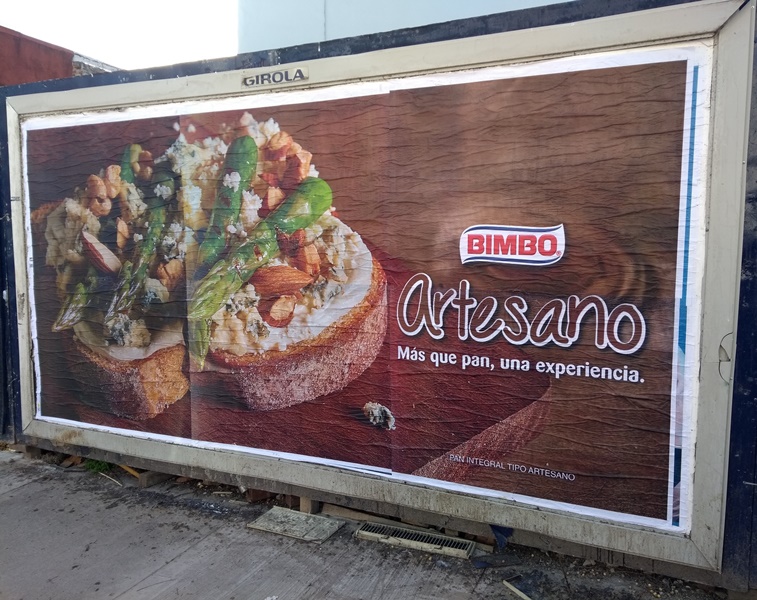 GIROLA
BIMBO
Artesano
Más que pan, una experiencia.
PAN INTEGRAL TIPO ARTESANO